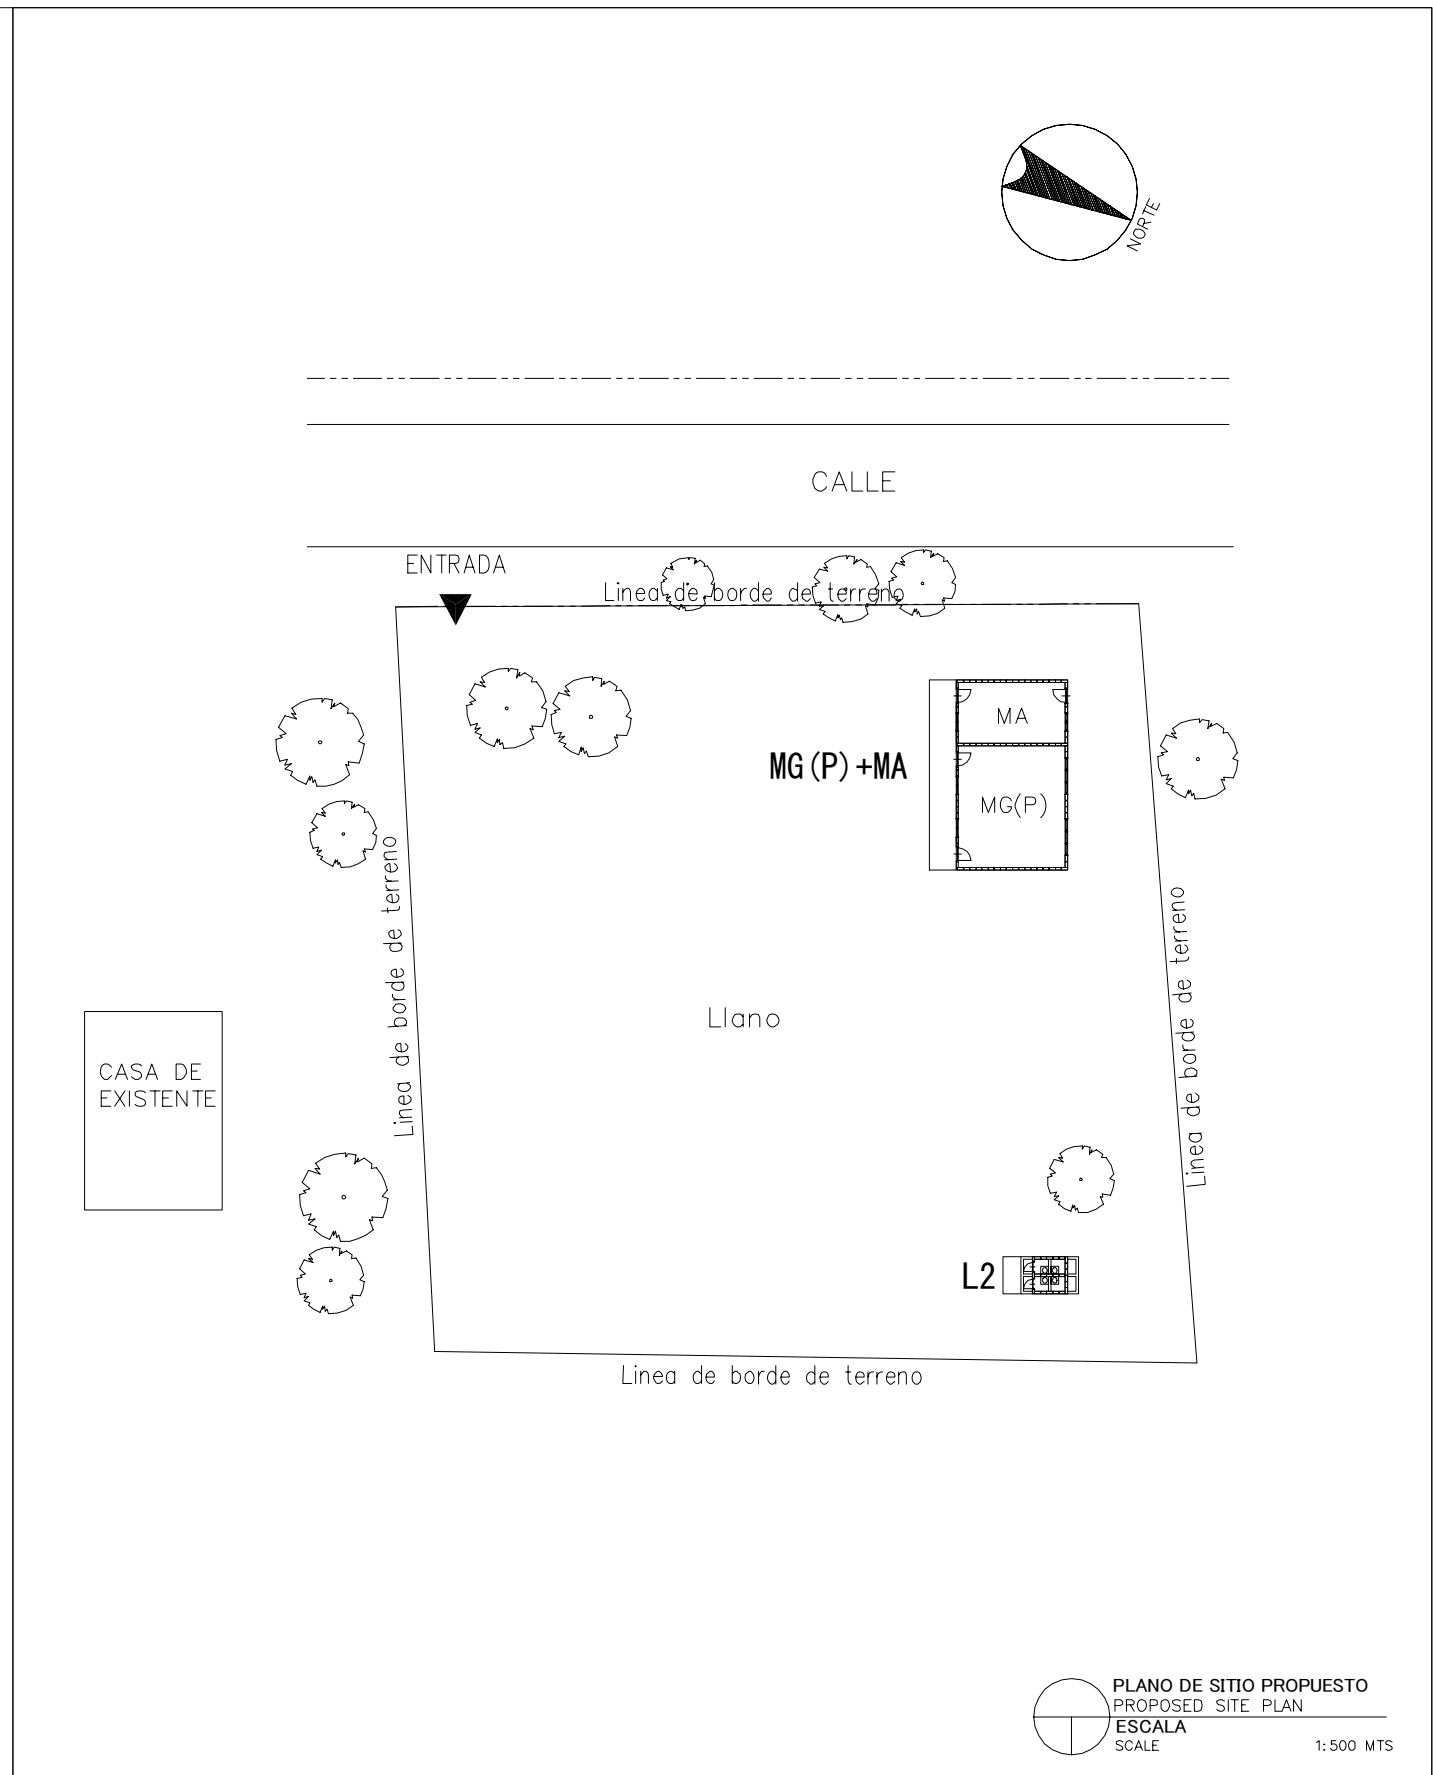 NORTE
CALLE
ENTRADA
Linea de borde de terreno
MA
MG(P)+MA
MG(P)
Linea de borde de terreno
Linea de borde de terreno
Llano
CASA DE
EXISTENTE
L2
Linea de borde de terreno
PLANO DE SITIO PROPUESTO
PROPOSED SITE PLAN
ESCALA
SCALE 1:500 MTS